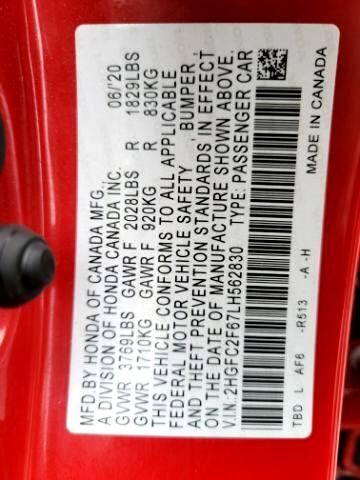 MFD.BY HONDA OF CANADA MFG., 06/'20
A DIVISION OF HONDA CANADA INC.
GVWR 3769LBS GAWR F 2028LBS R 1829LBS
GVWR 1710KG GAWR F 920KG R 830KG
THIS VEHICLE CONFORMS TO ALL APPLICABLE
FEDERAL MOTOR VEHICLE SAFETY BUMPER,
AND THEFT PREVENTION STANDARDS, IN EFFECT
ON THE DATE OF MANUFACTURE SHOWN ABOVE.
V.I.N.:2HGFC2F67LH562830 TYPE: PASSENGER CAR
TBD L AF6 -R513 -A -H MADE IN CANADA